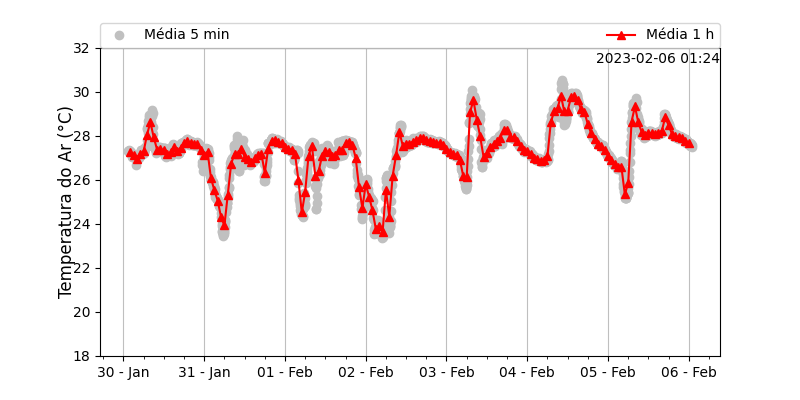 Média 5 min
Média 1 h
2023-02-06 01:24
Temperatura do Ar (°C)
32
30
28
26
24
22
20
18
30 - Jan
31 - Jan
01 - Feb
02 - Feb
03 - Feb
04 - Feb
05 - Feb
06 - Feb